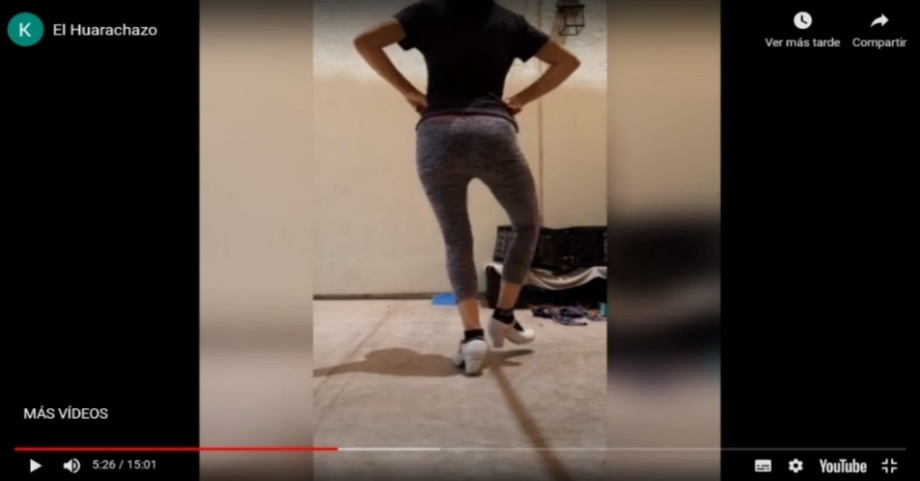 K El Huarachazo
Ver más tarde
Compartir
MÁS VÍDEOS
5:26 / 15:01
YouTube